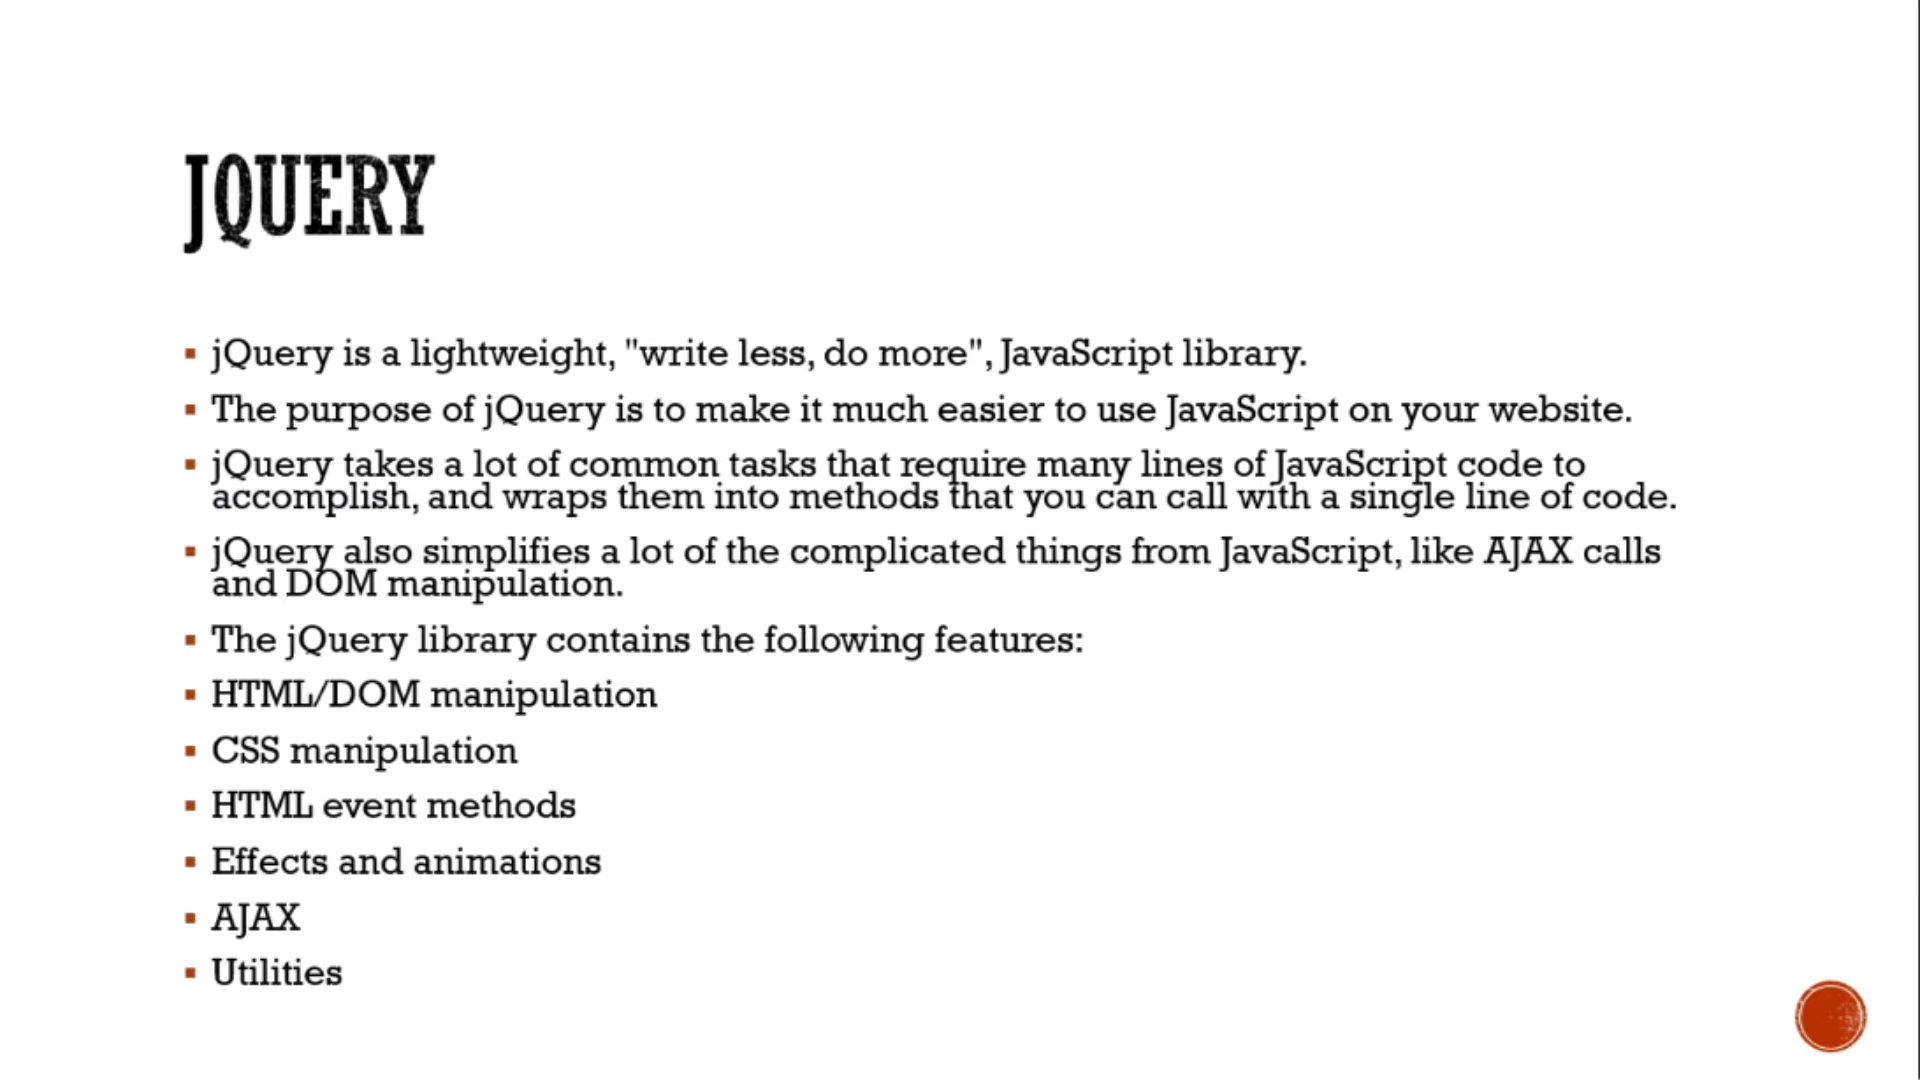 JQUERY
▪ jQuery is a lightweight, "write less, do more", JavaScript library.
▪ The purpose of jQuery is to make it much easier to use JavaScript on your website.
▪ jQuery takes a lot of common tasks that require many lines of JavaScript code to
accomplish, and wraps them into methods that you can call with a single line of code.
▪ jQuery also simplifies a lot of the complicated things from JavaScript, like AJAX calls
and DOM manipulation.
▪ The jQuery library contains the following features:
▪ HTML/DOM manipulation
▪ CSS manipulation
▪ HTML event methods
▪ Effects and animations
▪ AJAX
▪ Utilities